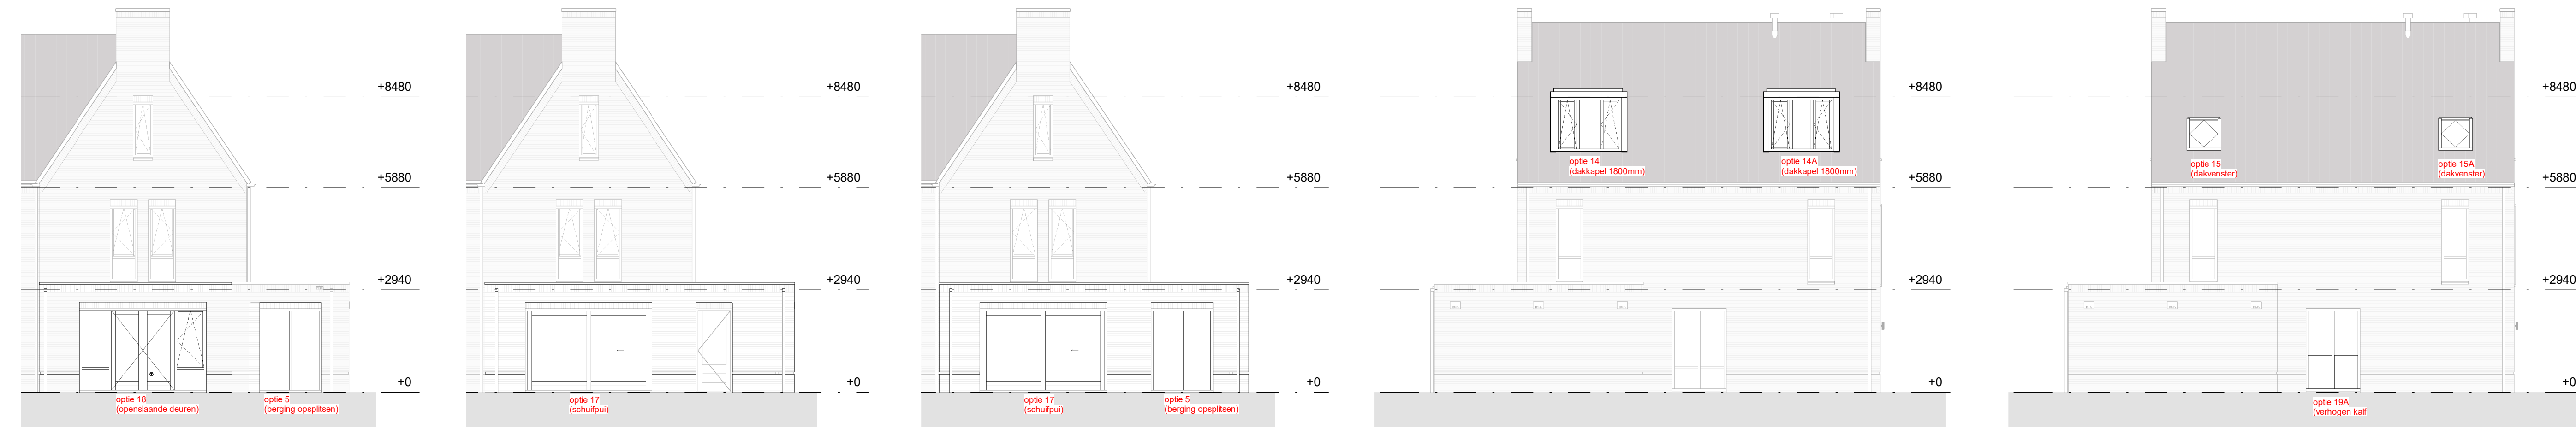 +8480
+5880
+2940
+0
optie 18
(openslaande deuren)
optie 5
(berging opsplitsen)
+8480
+5880
+2940
+0
optie 17
(schuifpui)
+8480
+5880
+2940
+0
optie 17
(schuifpui)
optie 5
(berging opsplitsen)
+8480
optie 14
(dakkapel 1800mm)
optie 14A
(dakkapel 1800mm)
+5880
+2940
+0
+8480
optie 15
(dakvenster)
optie 15A
(dakvenster)
+5880
+2940
+0
optie 19A
(verhogen kalf